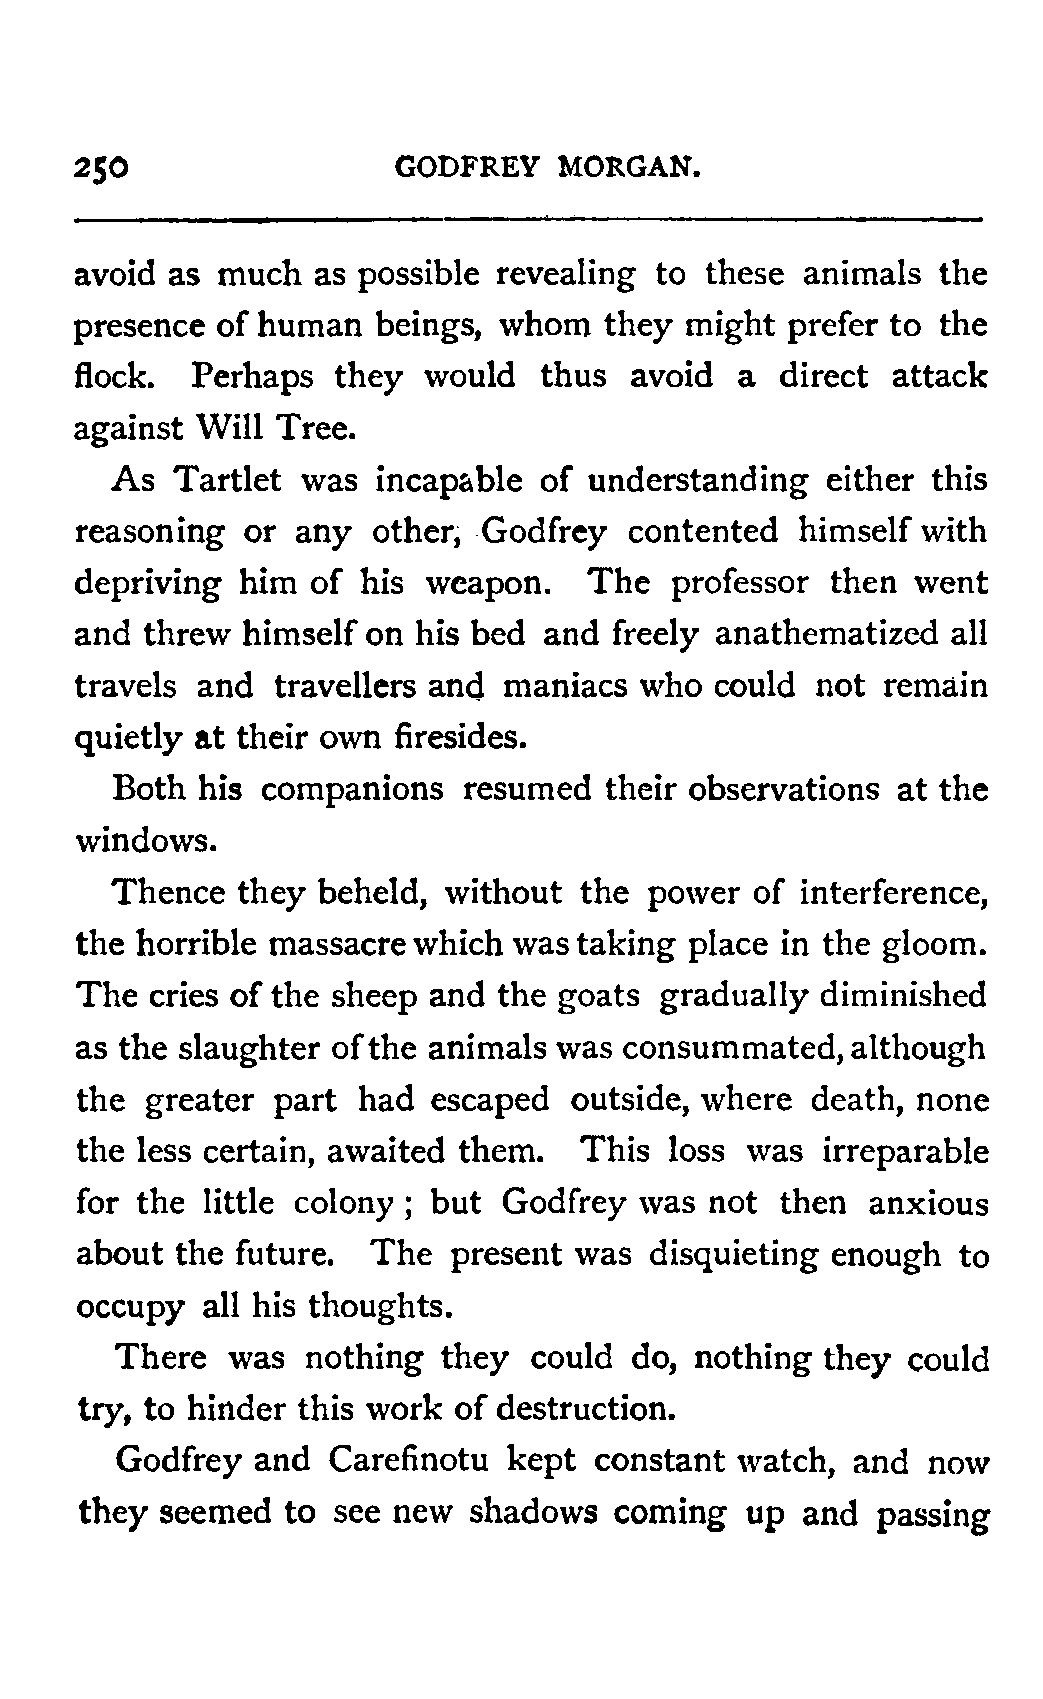 250 GODFREY MORGAN.
avoid as much as possible revealing to these animals the
presence of human beings, whom they might prefer to the
flock. Perhaps they would thus avoid a direct attack
against Will Tree.
As Tartlet was incapable of understanding either this
reasoning or any other, Godfrey contented himself with
depriving him of his weapon. The professor then went
and threw himself on his bed and freely anathematized all
travels and travellers and maniacs who could not remain
quietly at their own firesides.
Both his companions resumed their observations at the
windows.
Thence they beheld, without the power of interference,
the horrible massacre which was taking place in the gloom.
The cries of the sheep and the goats gradually diminished
as the slaughter of the animals was consummated, although
the greater part had escaped outside, where death, none
the less certain, awaited them. This loss was irreparable
for the little colony ; but Godfrey was not then anxious
about the future. The present was disquieting enough to
occupy all his thoughts.
There was nothing they could do, nothing they could
try, to hinder this work of destruction.
Godfrey and Carefinotu kept constant watch, and now
they seemed to see new shadows coming up and passing